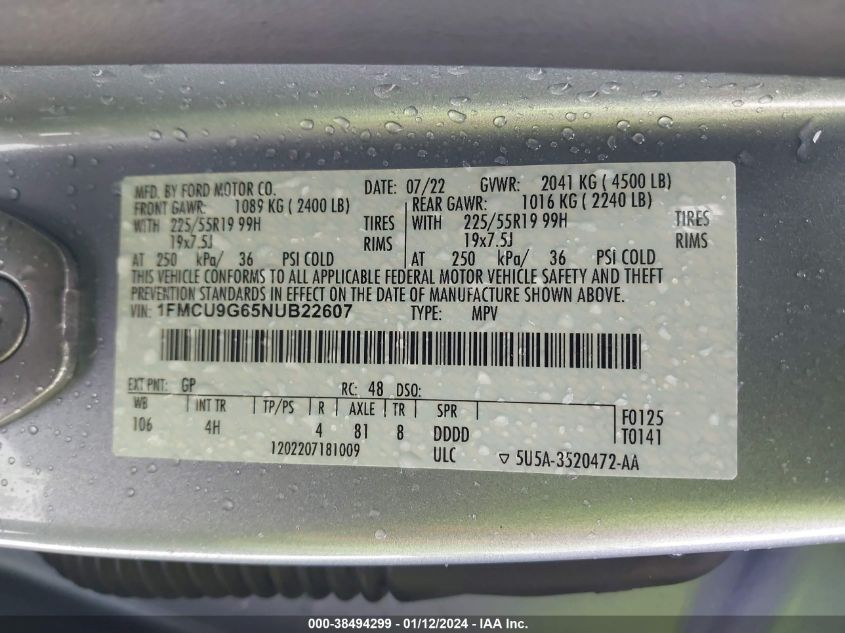 MFD. BY FORD MOTOR CO. DATE: 07/22 GVWR: 2041 KG ( 4500 LB)
FRONT GAWR: 1089 KG ( 2400 LB) REAR GAWR: 1016 KG ( 2240 LB)
WITH 225/55R19 99H TIRES WITH 225/55R19 99H TIRES
19x7.5J RIMS 19x7.5J RIMS
AT 250 kPa/ 36 PSI COLD AT 250 kPa/ 36 PSI COLD
THIS VEHICLE CONFORMS TO ALL APPLICABLE FEDERAL MOTOR VEHICLE SAFETY AND THEFT
PREVENTION STANDARDS IN EFFECT ON THE DATE OF MANUFACTURE SHOWN ABOVE.
VIN: 1FMCU9G65NUB22607 TYPE: MPV
EXT PNT: GP RC: 48 DSO:
WB INT TR TP/PS R AXLE TR SPR F0125
106 4H 4 81 8 DDDD T0141
1202207181009 ULC ▽ 5U5A-3520472-AA
000-38494299 - 01/12/2024 - IAA Inc.